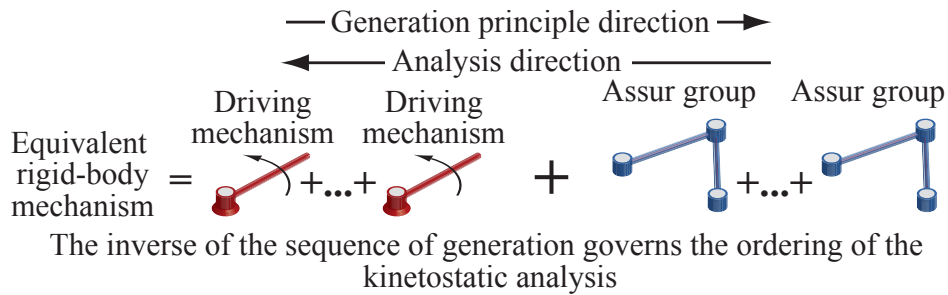 Generation principle direction
Analysis direction
Assur group
Assur group
Driving
mechanism
Driving
mechanism
Equivalent
rigid-body
mechanism
= + ... + + + ... +
The inverse of the sequence of generation governs the ordering of the
kinetostatic analysis